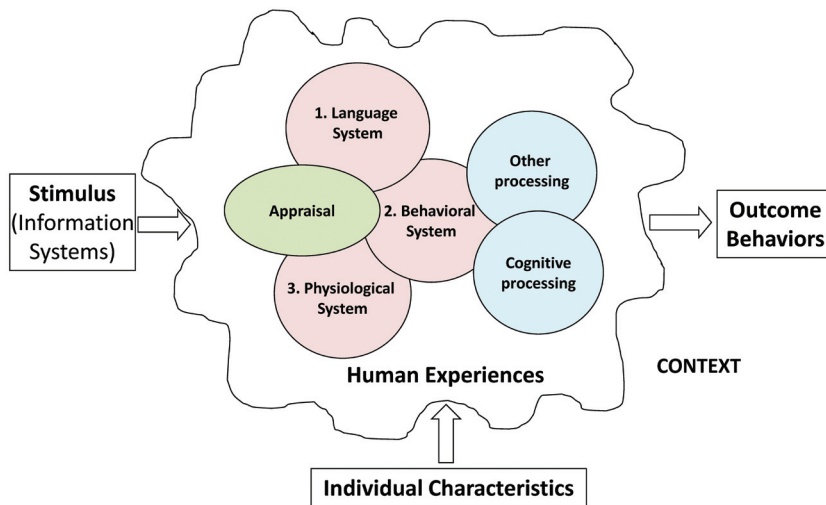 1. Language
System
Other
processing
Stimulus
(Information
Systems)
Appraisal
2. Behavioral
System
Outcome
Behaviors
Cognitive
processing
3. Physiological
System
Human Experiences
CONTEXT
Individual Characteristics